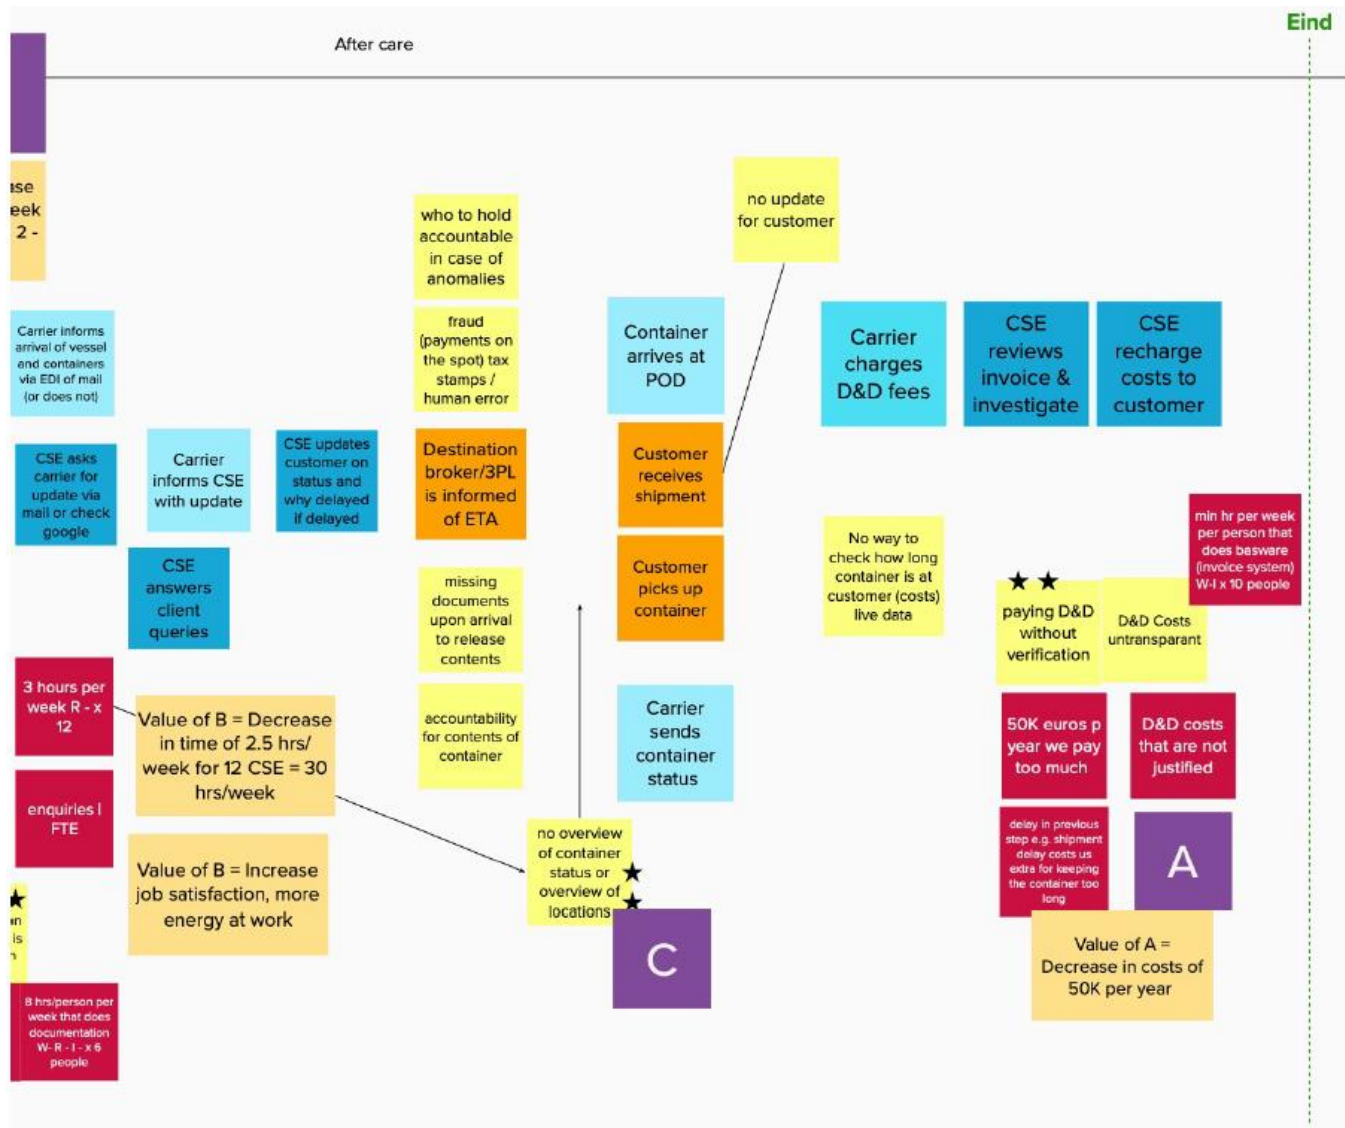 Eind
After care
ase
eek
2 -
who to hold
accountable
in case of
anomalies
no update
for customer
Carrier informs
arrival of vessel
and containers
via EDI of mail
(or does not)
fraud
(payments on
the spot) tax
stamps /
human error
Container
arrives at
POD
Carrier
charges
D&D fees
CSE
reviews
invoice &
investigate
CSE
recharge
costs to
customer
CSE asks
carrier for
update via
mail or check
google
Carrier
informs CSE
with update
CSE updates
customer on
status and
why delayed
if delayed
Destination
broker/3PL
is informed
of ETA
Customer
receives
shipment
min hr per week
per person that
does basware
(invoice system)
W-I x 10 people
CSE
answers
client
queries
missing
documents
upon arrival
to release
contents
Customer
picks up
container
No way to
check how long
container is at
customer (costs)
live data
paying D&D
without
verification
D&D Costs
untransparant
3 hours per
week R - x
12
Value of B = Decrease
in time of 2.5 hrs/
week for 12 CSE = 30
hrs/week
accountability
for contents of
container
Carrier
sends
container
status
50K euros p
year we pay
too much
D&D costs
that are not
justified
enquiries I
FTE
Value of B = Increase
job satisfaction, more
energy at work
no overview
of container
status or
overview of
locations
delay in previous
step e.g. shipment
delay costs us
extra for keeping
the container too
long
A
C
Value of A =
Decrease in costs of
50K per year
an
is
8 hrs/person per
week that does
documentation
W- R - I - x 6
people